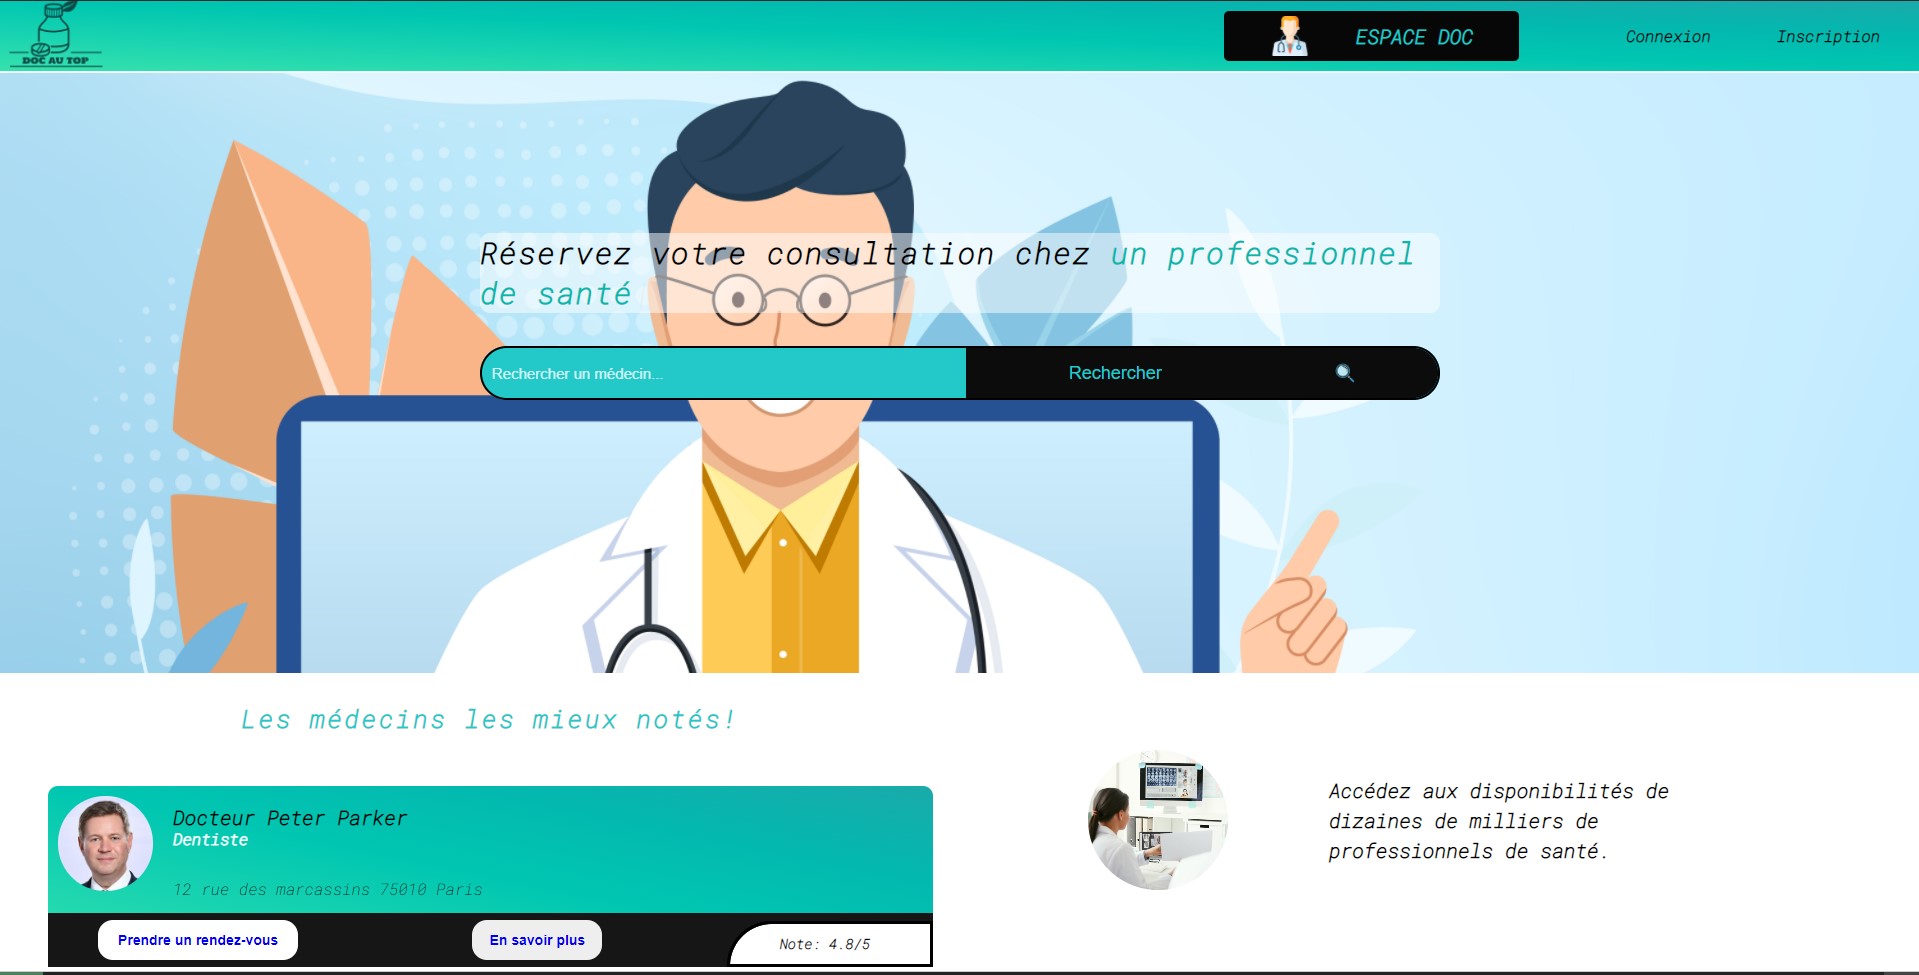 DOC AU TOP
ESPACE DOC
Connexion
Inscription
Réservez votre consultation chez un professionnel
de santé
Rechercher un médecin...
Rechercher
Les médecins les mieux notés!
Docteur Peter Parker
Dentiste
12 rue des marcassins 75010 Paris
Prendre un rendez-vous
En savoir plus
Note: 4.8/5
Accédez aux disponibilités de
dizaines de milliers de
professionnels de santé.